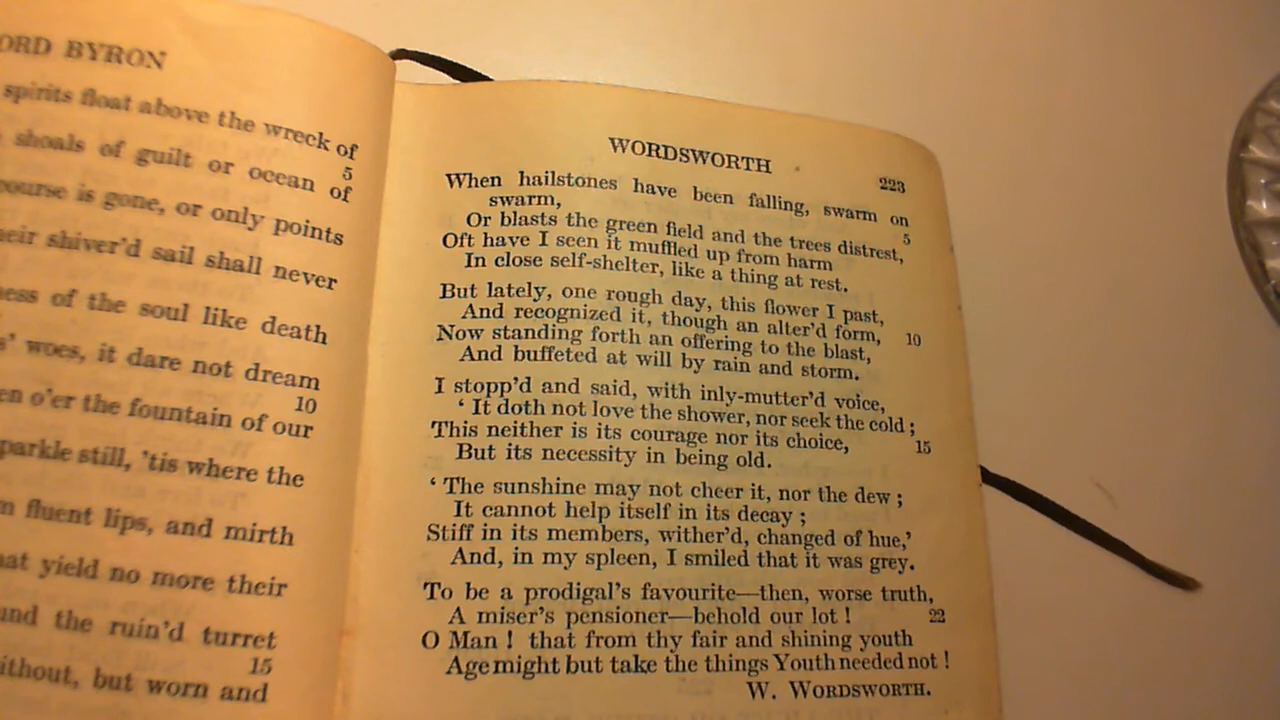 ORD BYRON
spirits float above the wreck of
shoals of guilt or ocean of
5
course is gone, or only points
heir shiver'd sail shall never
ness of the soul like death
s' woes, it dare not dream
10
en o'er the fountain of our
parkle still, 'tis where the
m fluent lips, and mirth
hat yield no more their
und the ruin'd turret
15
ithout, but worn and
WORDSWORTH
223
When hailstones have been falling, swarm on
swarm,
Or blasts the green field and the trees distrest,
5
Oft have I seen it muffled up from harm
In close self-shelter, like a thing at rest.
But lately, one rough day, this flower I past,
And recognized it, though an alter'd form,
10
Now standing forth an offering to the blast,
And buffeted at will by rain and storm.
I stopp'd and said, with inly-mutter'd voice,
‘ It doth not love the shower, nor seek the cold ;
This neither is its courage nor its choice,
15
But its necessity in being old.
‘ The sunshine may not cheer it, nor the dew ;
It cannot help itself in its decay ;
Stiff in its members, wither'd, changed of hue,’
And, in my spleen, I smiled that it was grey.
To be a prodigal's favourite—then, worse truth,
A miser's pensioner—behold our lot !
22
O Man ! that from thy fair and shining youth
Age might but take the things Youth needed not !
W. WORDSWORTH.